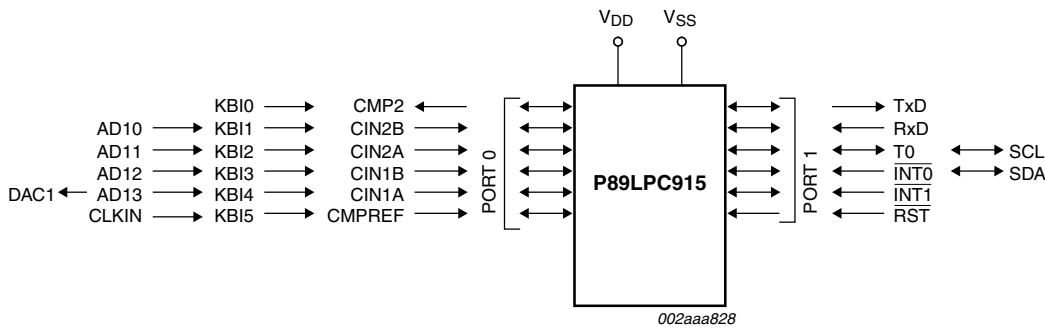 VDD VSS
KBI0 CMP2 TxD
AD10 KBI1 CIN2B RxD
AD11 KBI2 CIN2A T0 SCL
AD12 KBI3 CIN1B INT0 SDA
DAC1 AD13 KBI4 CIN1A INT1
CLKIN KBI5 CMPREF RST
PORT 0
P89LPC915
PORT 1
002aaa828